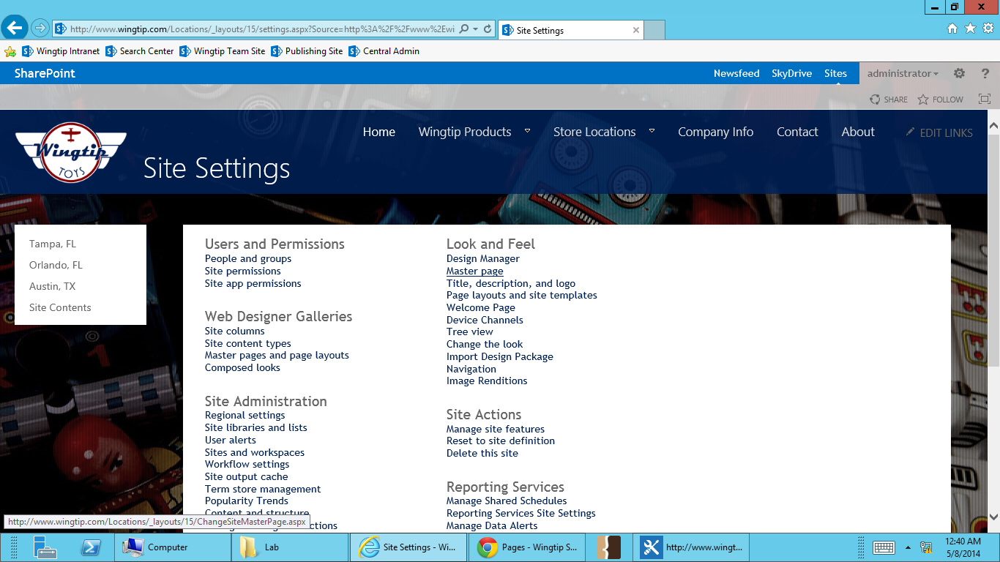 http://www.wingtip.com/Locations/_layouts/15/settings.aspx?Source=http%3A%2F%2Fwww%2Ewi
Site Settings
Wingtip Intranet
Search Center
Wingtip Team Site
Publishing Site
Central Admin
SharePoint
Newsfeed
SkyDrive
Sites
administrator
?
SHARE
FOLLOW
Wingtip
TOYS
Home
Wingtip Products
Store Locations
Company Info
Contact
About
EDIT LINKS
Site Settings
Tampa, FL
Orlando, FL
Austin, TX
Site Contents
Users and Permissions
People and groups
Site permissions
Site app permissions
Web Designer Galleries
Site columns
Site content types
Master pages and page layouts
Composed looks
Site Administration
Regional settings
Site libraries and lists
User alerts
Sites and workspaces
Workflow settings
Site output cache
Term store management
Popularity Trends
Content and structure
Look and Feel
Design Manager
Master page
Title, description, and logo
Page layouts and site templates
Welcome Page
Device Channels
Tree view
Change the look
Import Design Package
Navigation
Image Renditions
Site Actions
Manage site features
Reset to site definition
Delete this site
Reporting Services
Manage Shared Schedules
Reporting Services Site Settings
Manage Data Alerts
http://www.wingtip.com/Locations/_layouts/15/ChangeSiteMasterPage.aspx
Computer
Lab
Site Settings - Wi...
Pages - Wingtip S...
http://www.wingt...
12:40 AM
5/8/2014